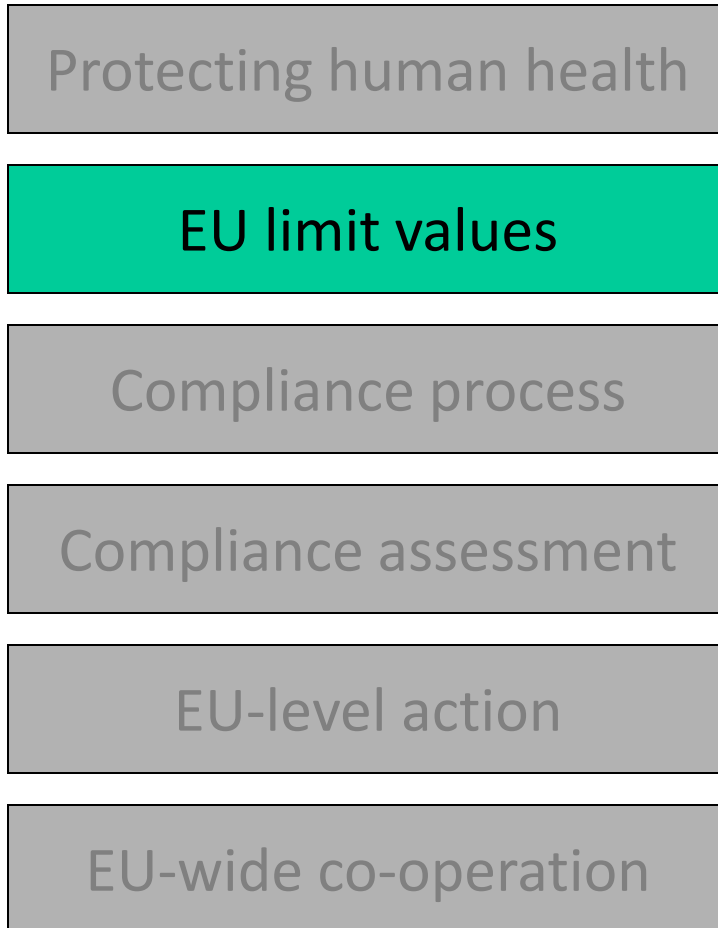 Protecting human health
EU limit values
Compliance process
Compliance assessment
EU-level action
EU-wide co-operation